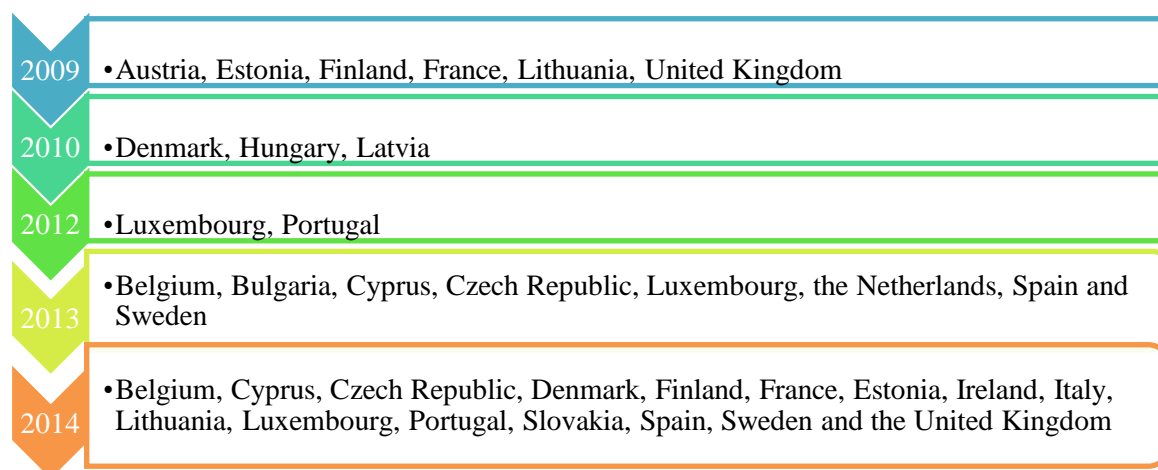 2009
•Austria, Estonia, Finland, France, Lithuania, United Kingdom
2010
•Denmark, Hungary, Latvia
2012
•Luxembourg, Portugal
2013
•Belgium, Bulgaria, Cyprus, Czech Republic, Luxembourg, the Netherlands, Spain and
Sweden
2014
•Belgium, Cyprus, Czech Republic, Denmark, Finland, France, Estonia, Ireland, Italy,
Lithuania, Luxembourg, Portugal, Slovakia, Spain, Sweden and the United Kingdom